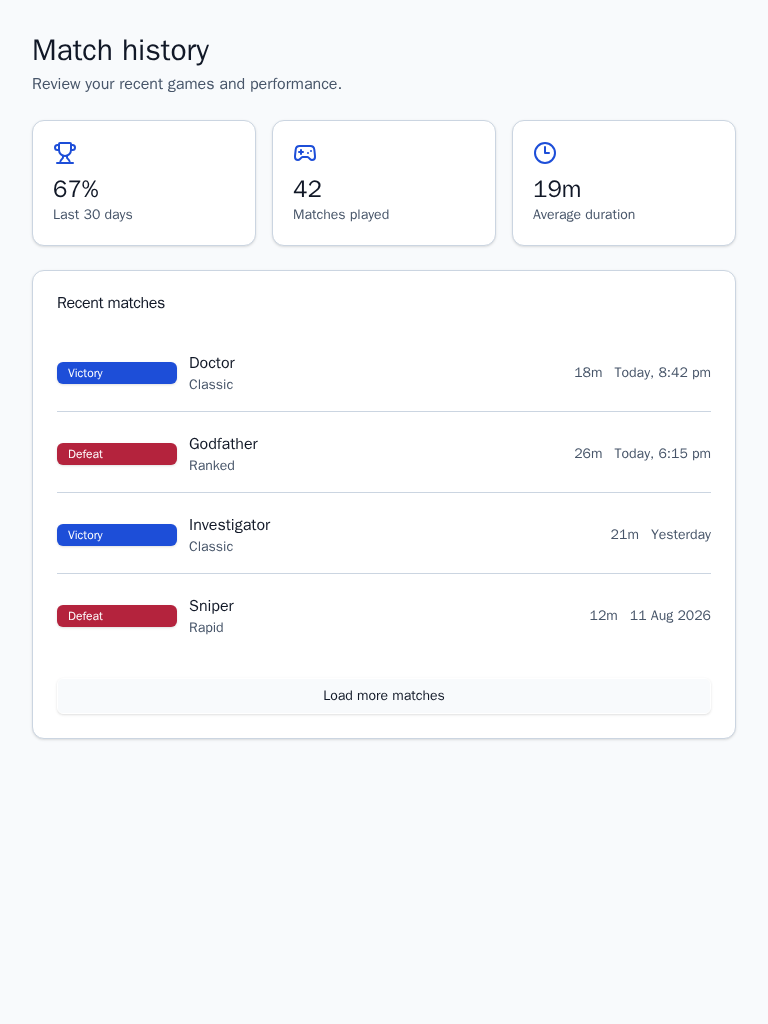 Match history
Review your recent games and performance.
67%
Last 30 days
42
Matches played
19m
Average duration
Recent matches
Victory
Doctor
Classic
18m Today, 8:42 pm
Defeat
Godfather
Ranked
26m Today, 6:15 pm
Victory
Investigator
Classic
21m Yesterday
Defeat
Sniper
Rapid
12m 11 Aug 2026
Load more matches